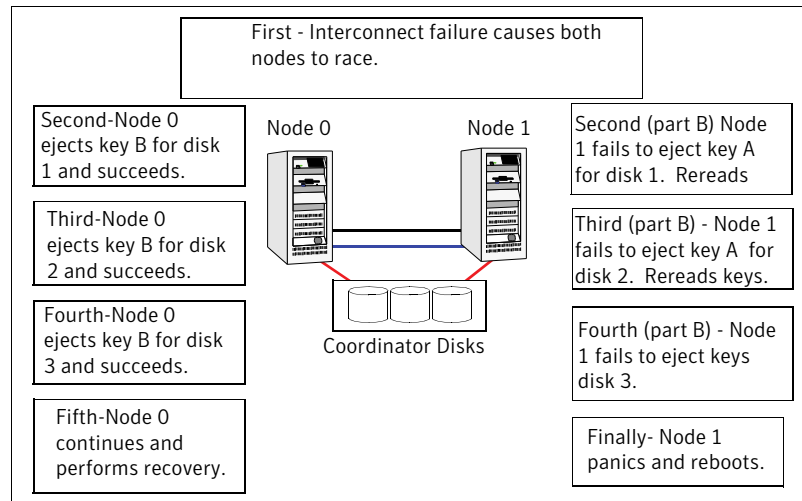 First - Interconnect failure causes both
nodes to race.
Second-Node 0
ejects key B for disk
1 and succeeds.
Node 0
Node 1
Second (part B) Node
1 fails to eject key A
for disk 1.  Rereads
Third-Node 0
ejects key B for disk
2 and succeeds.
Third (part B) - Node 1
fails to eject key A  for
disk 2.  Rereads keys.
Fourth-Node 0
ejects key B for disk
3 and succeeds.
Coordinator Disks
Fourth (part B) - Node
1 fails to eject keys
disk 3.
Fifth-Node 0
continues and
performs recovery.
Finally- Node 1
panics and reboots.